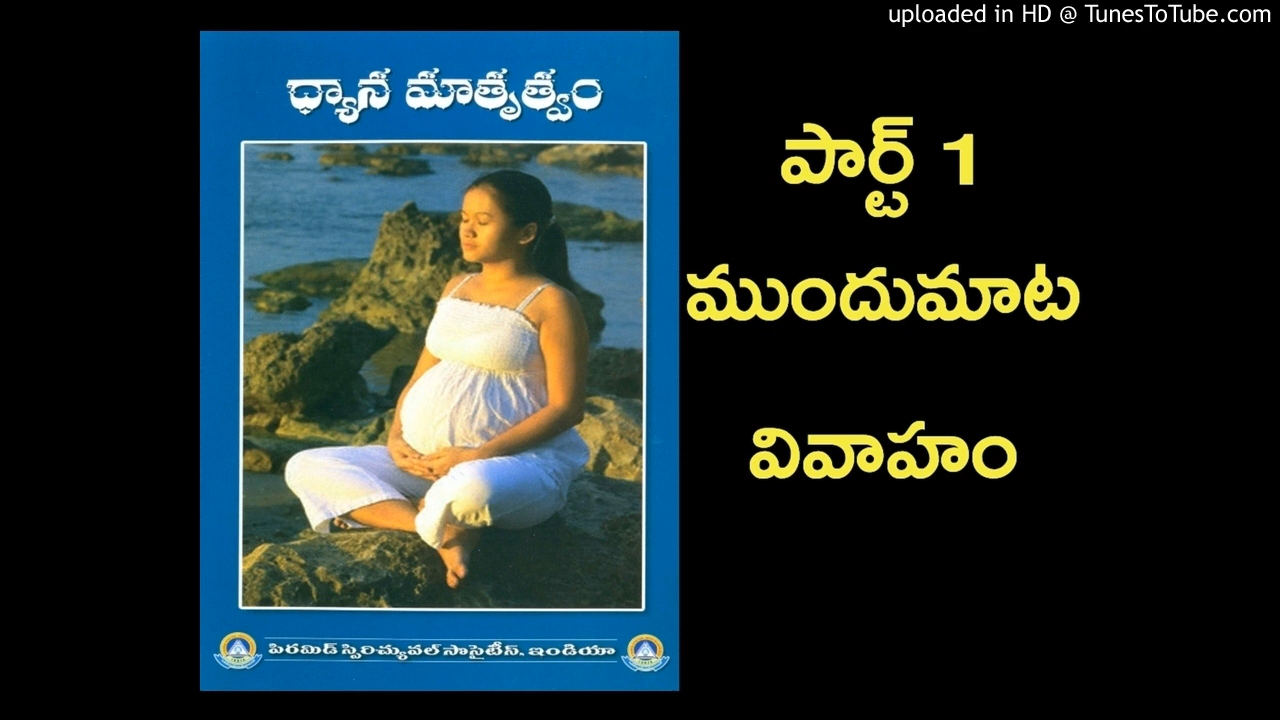 uploaded in HD @ TunesToTube.com
ధ్యాన మాతృత్వం
పార్ట్ 1
ముందుమాట
వివాహం
పిరమిడ్ స్పిరిచ్యువల్ సొసైటీస్, ఇండియా